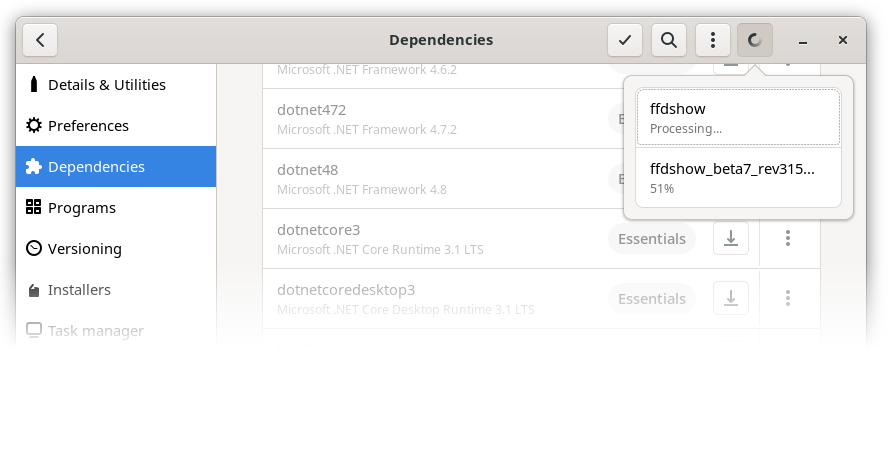 Dependencies
Details & Utilities
Preferences
Dependencies
Programs
Versioning
Installers
Task manager
Microsoft .NET Framework 4.6.2
dotnet472
Microsoft .NET Framework 4.7.2
dotnet48
Microsoft .NET Framework 4.8
dotnetcore3
Microsoft .NET Core Runtime 3.1 LTS
Essentials
dotnetcoredesktop3
Microsoft .NET Core Desktop Runtime 3.1 LTS
Essentials
ffdshow
Processing...
ffdshow_beta7_rev315...
51%